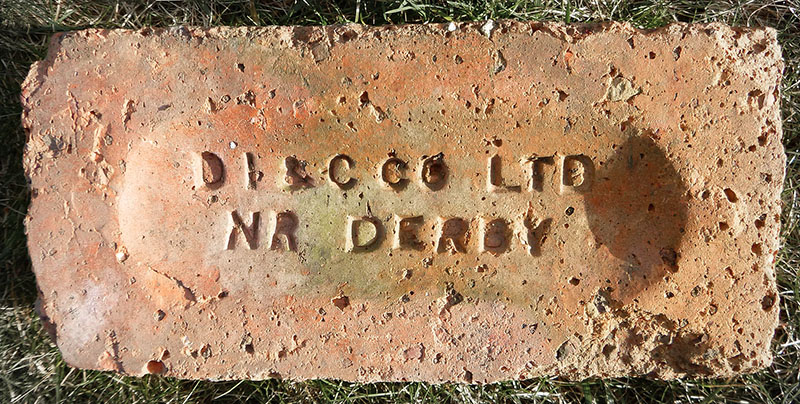 DI & C CO LTD
NR DERBY